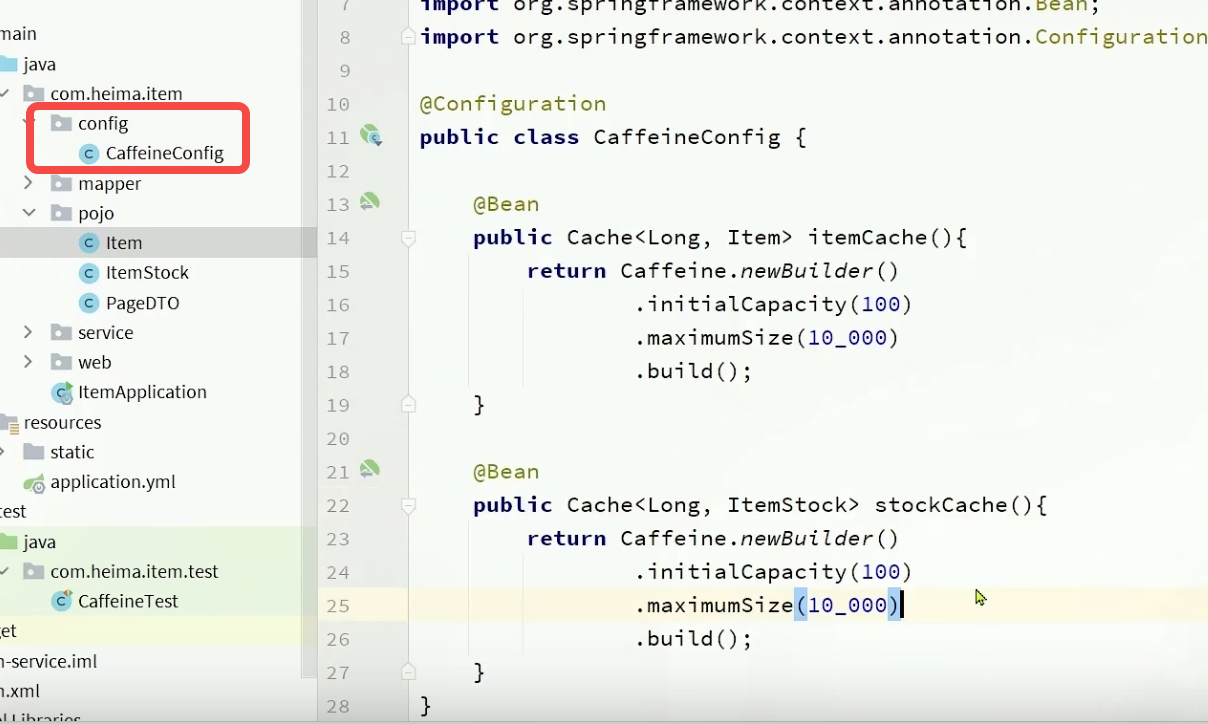 main
java
com.heima.item
config
CaffeineConfig
mapper
pojo
Item
ItemStock
PageDTO
service
web
ItemApplication
resources
static
application.yml
test
java
com.heima.item.test
CaffeineTest
get
n-service.iml
n.xml
al Libraries
7 import org.springframework.context.annotation.Bean;
8 import org.springframework.context.annotation.Configuration
9
10 @Configuration
11 public class CaffeineConfig {
12
13 @Bean
14 public Cache<Long, Item> itemCache(){
15 return Caffeine.newBuilder()
16 .initialCapacity(100)
17 .maximumSize(10_000)
18 .build();
19 }
20
21 @Bean
22 public Cache<Long, ItemStock> stockCache(){
23 return Caffeine.newBuilder()
24 .initialCapacity(100)
25 .maximumSize(10_000)
26 .build();
27 }
28 }